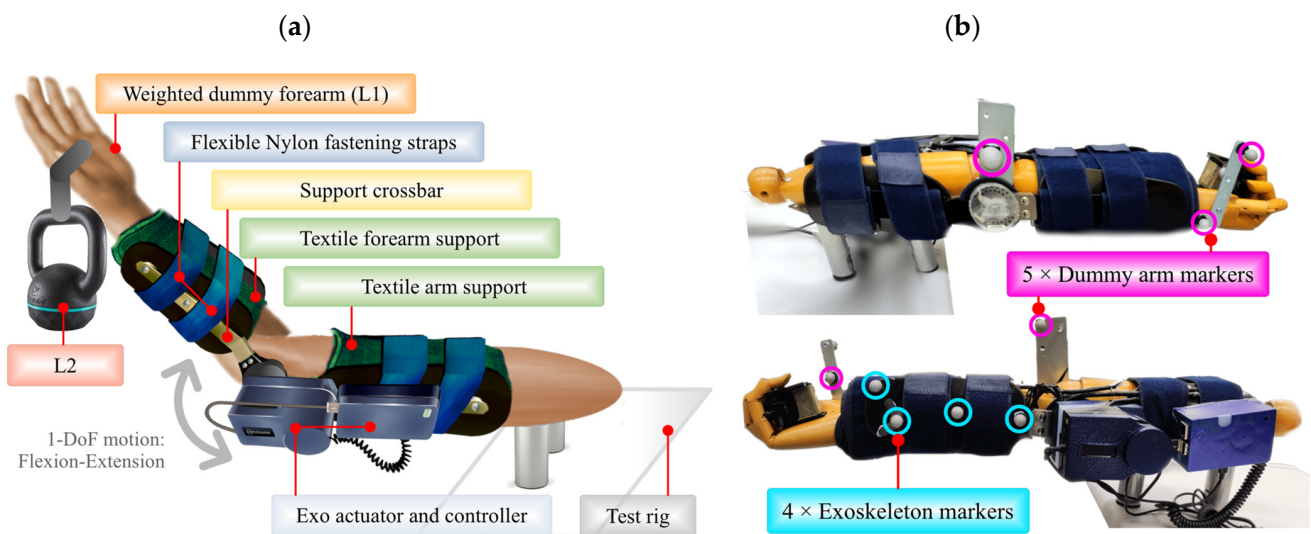 (a)
Weighted dummy forearm (L1)
Flexible Nylon fastening straps
Support crossbar
Textile forearm support
Textile arm support
L2
1-DoF motion:
Flexion-Extension
Exo actuator and controller
Test rig
(b)
5 × Dummy arm markers
4 × Exoskeleton markers